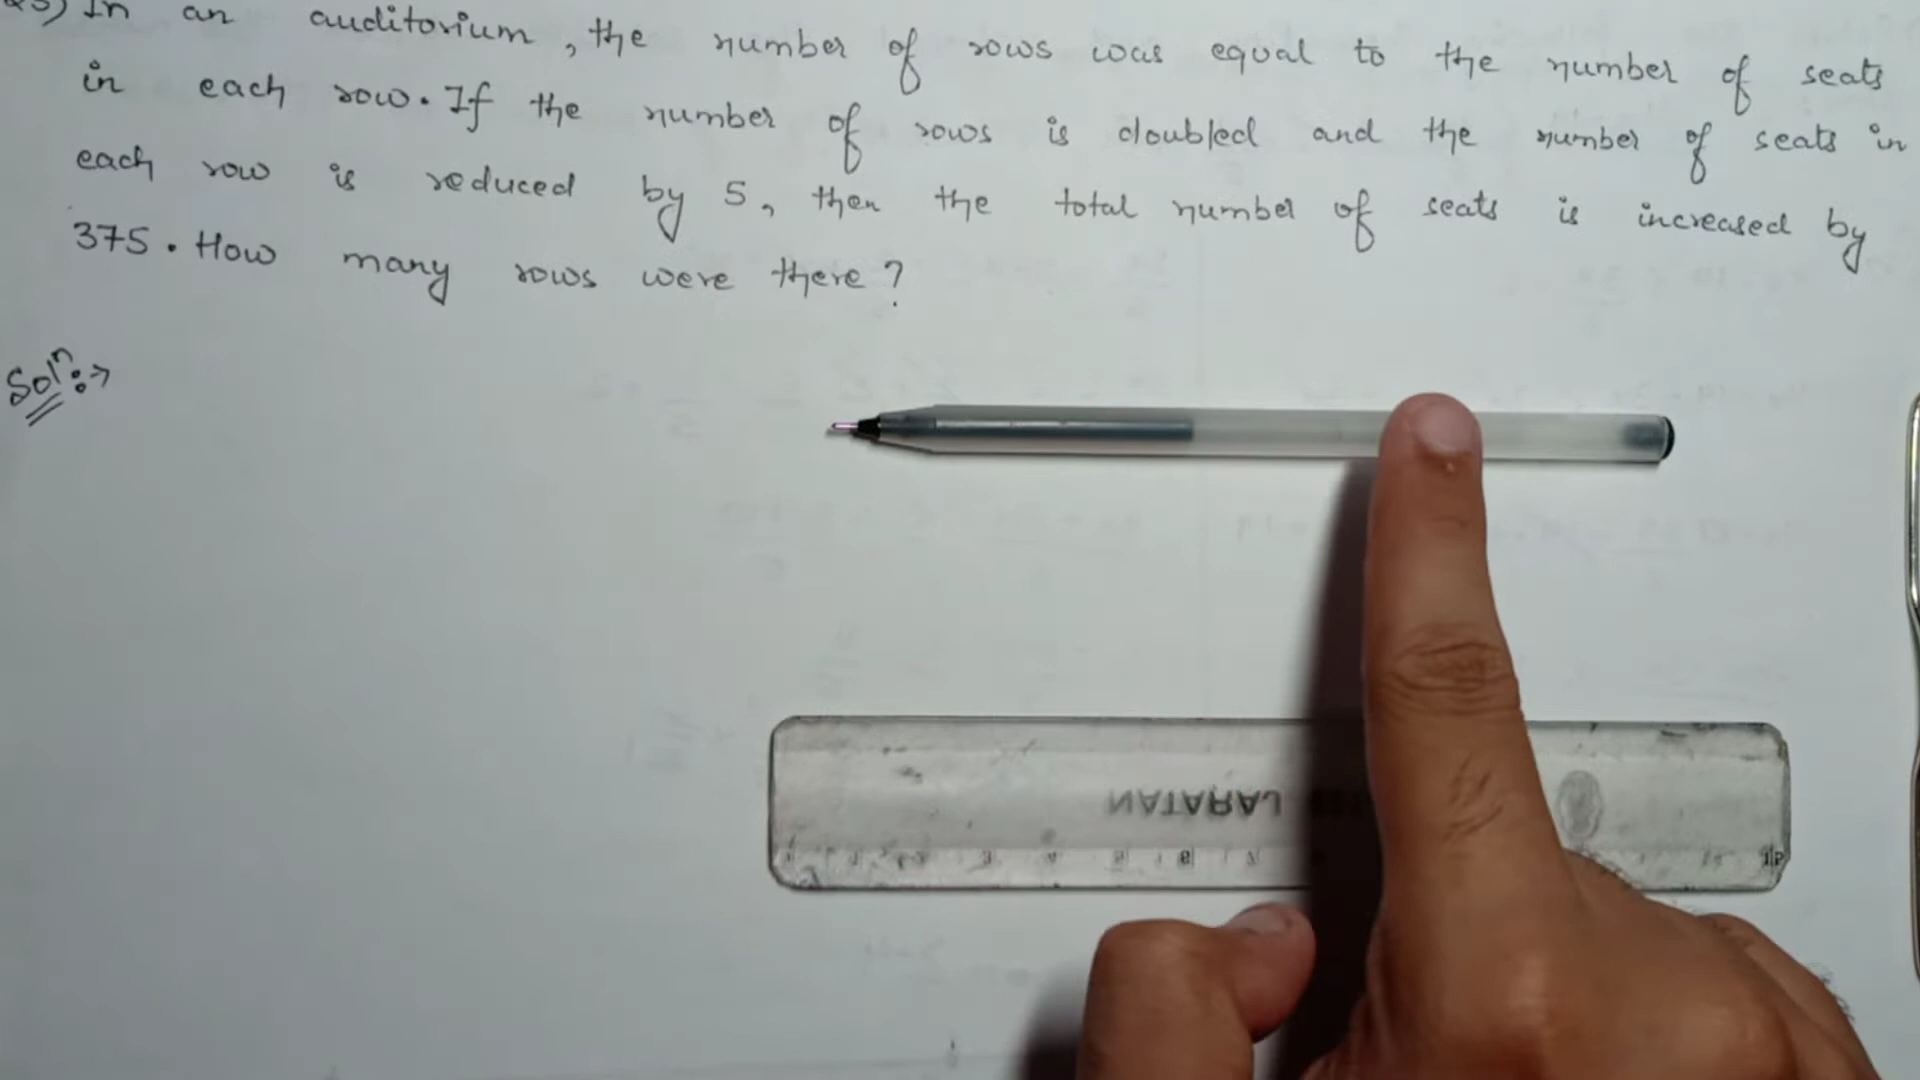 In an auditorium, the number of rows was equal to the number of seats
in each row. If the number of rows is doubled and the number of seats in
each row is reduced by 5, then the total number of seats is increased by
375. How many rows were there?
Solⁿ:→
NATARAJ